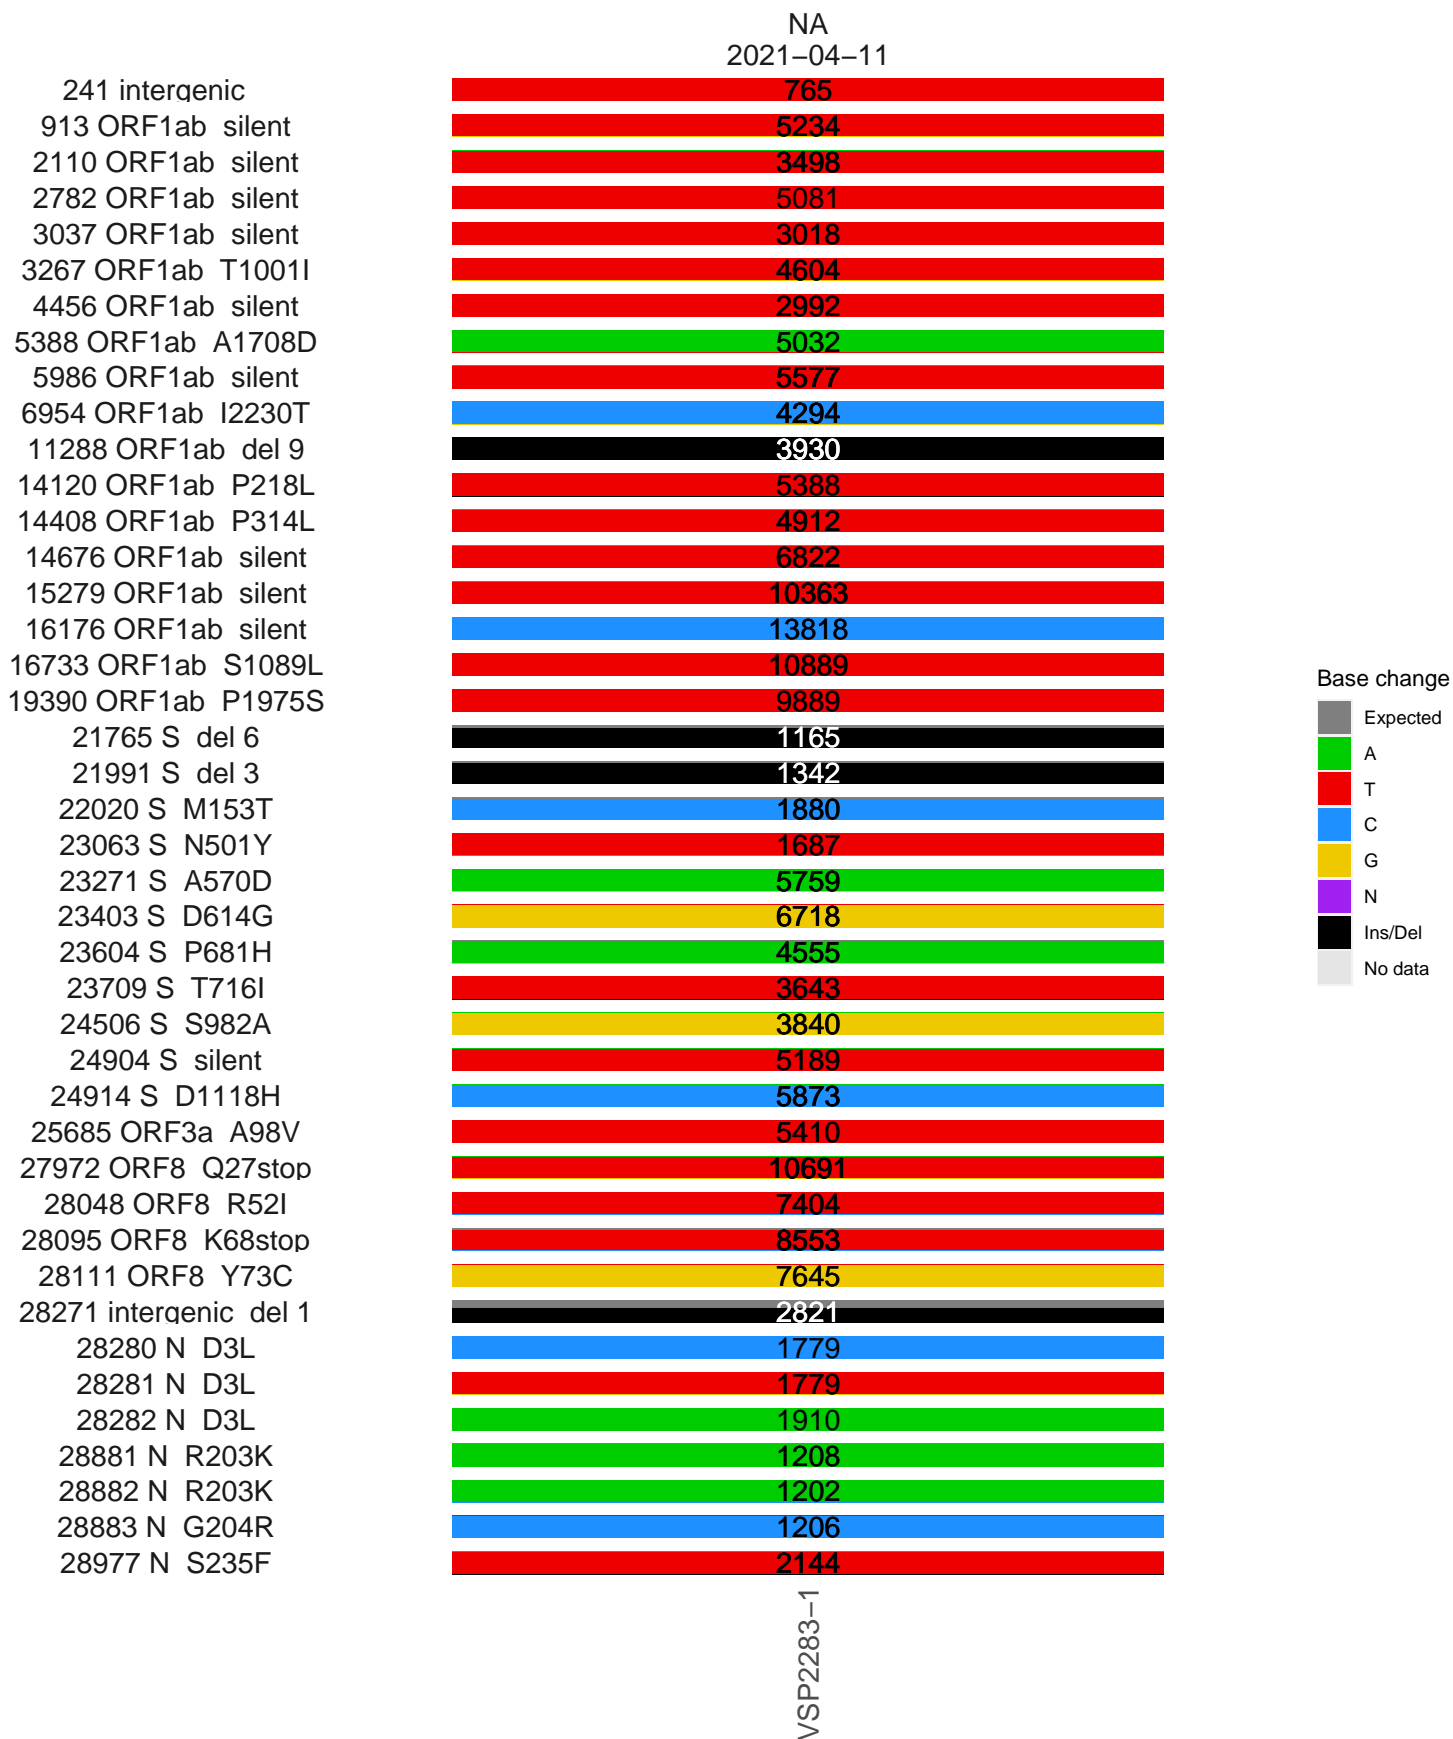 NA
2021−04−11
241 intergenic 765
913 ORF1ab silent 5234
2110 ORF1ab silent 3498
2782 ORF1ab silent 5081
3037 ORF1ab silent 3018
3267 ORF1ab T1001I 4604
4456 ORF1ab silent 2992
5388 ORF1ab A1708D 5032
5986 ORF1ab silent 5577
6954 ORF1ab I2230T 4294
11288 ORF1ab del 9 3930
14120 ORF1ab P218L 5388
14408 ORF1ab P314L 4912
14676 ORF1ab silent 6822
15279 ORF1ab silent 10363
16176 ORF1ab silent 13818
16733 ORF1ab S1089L 10889
19390 ORF1ab P1975S 9889
21765 S del 6 1165
21991 S del 3 1342
22020 S M153T 1880
23063 S N501Y 1687
23271 S A570D 5759
23403 S D614G 6718
23604 S P681H 4555
23709 S T716I 3643
24506 S S982A 3840
24904 S silent 5189
24914 S D1118H 5873
25685 ORF3a A98V 5410
27972 ORF8 Q27stop 10691
28048 ORF8 R52I 7404
28095 ORF8 K68stop 8553
28111 ORF8 Y73C 7645
28271 intergenic del 1 2821
28280 N D3L 1779
28281 N D3L 1779
28282 N D3L 1910
28881 N R203K 1208
28882 N R203K 1202
28883 N G204R 1206
28977 N S235F 2144
VSP2283−1
Base change
Expected
A
T
C
G
N
Ins/Del
No data